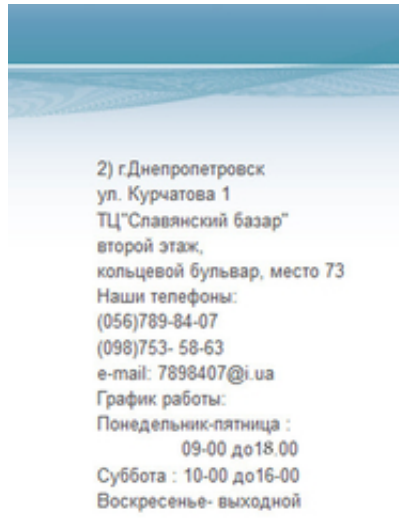 2) г.Днепропетровск
ул. Курчатова 1
ТЦ"Славянский базар"
второй этаж,
кольцевой бульвар, место 73
Наши телефоны:
(056)789-84-07
(098)753- 58-63
e-mail: 7898407@i.ua
График работы:
Понедельник-пятница :
09-00 до18.00
Суббота : 10-00 до16-00
Воскресенье- выходной